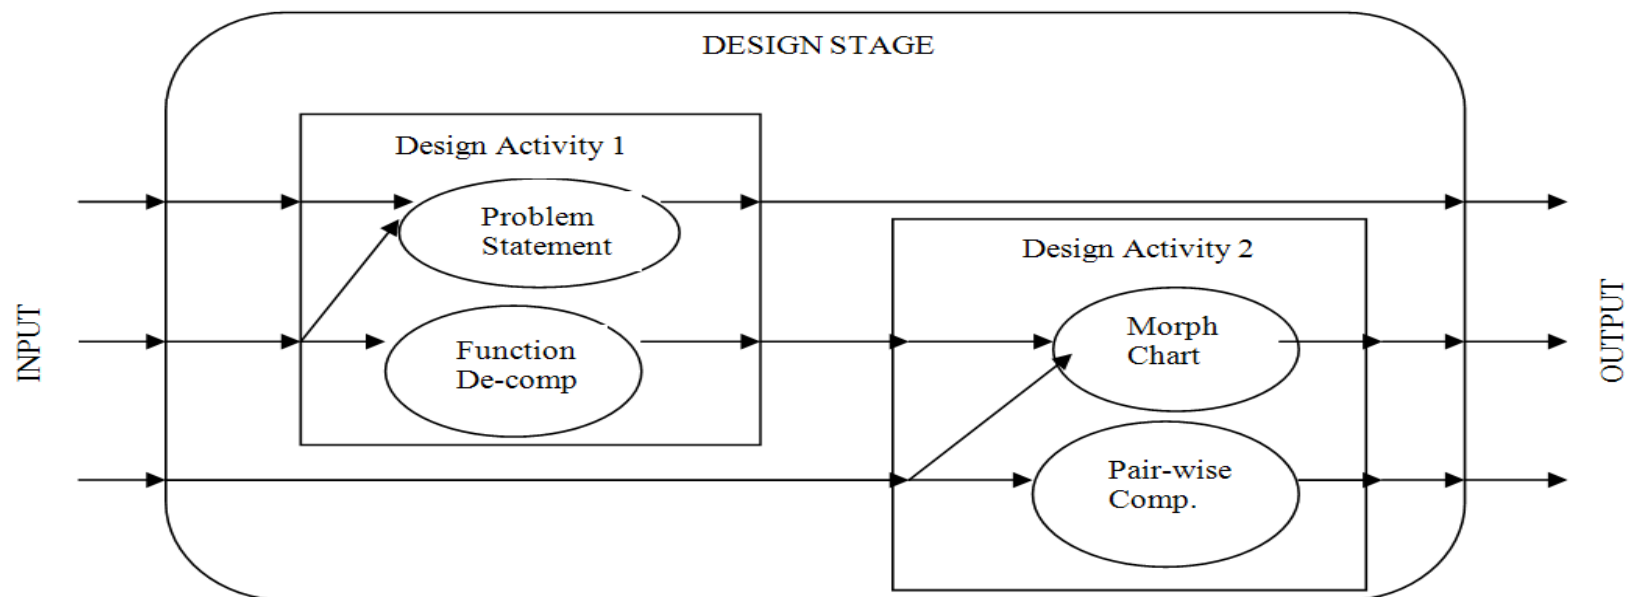 DESIGN STAGE
Design Activity 1
Problem
Statement
Function
De-comp
Design Activity 2
Morph
Chart
Pair-wise
Comp.
INPUT
OUTPUT